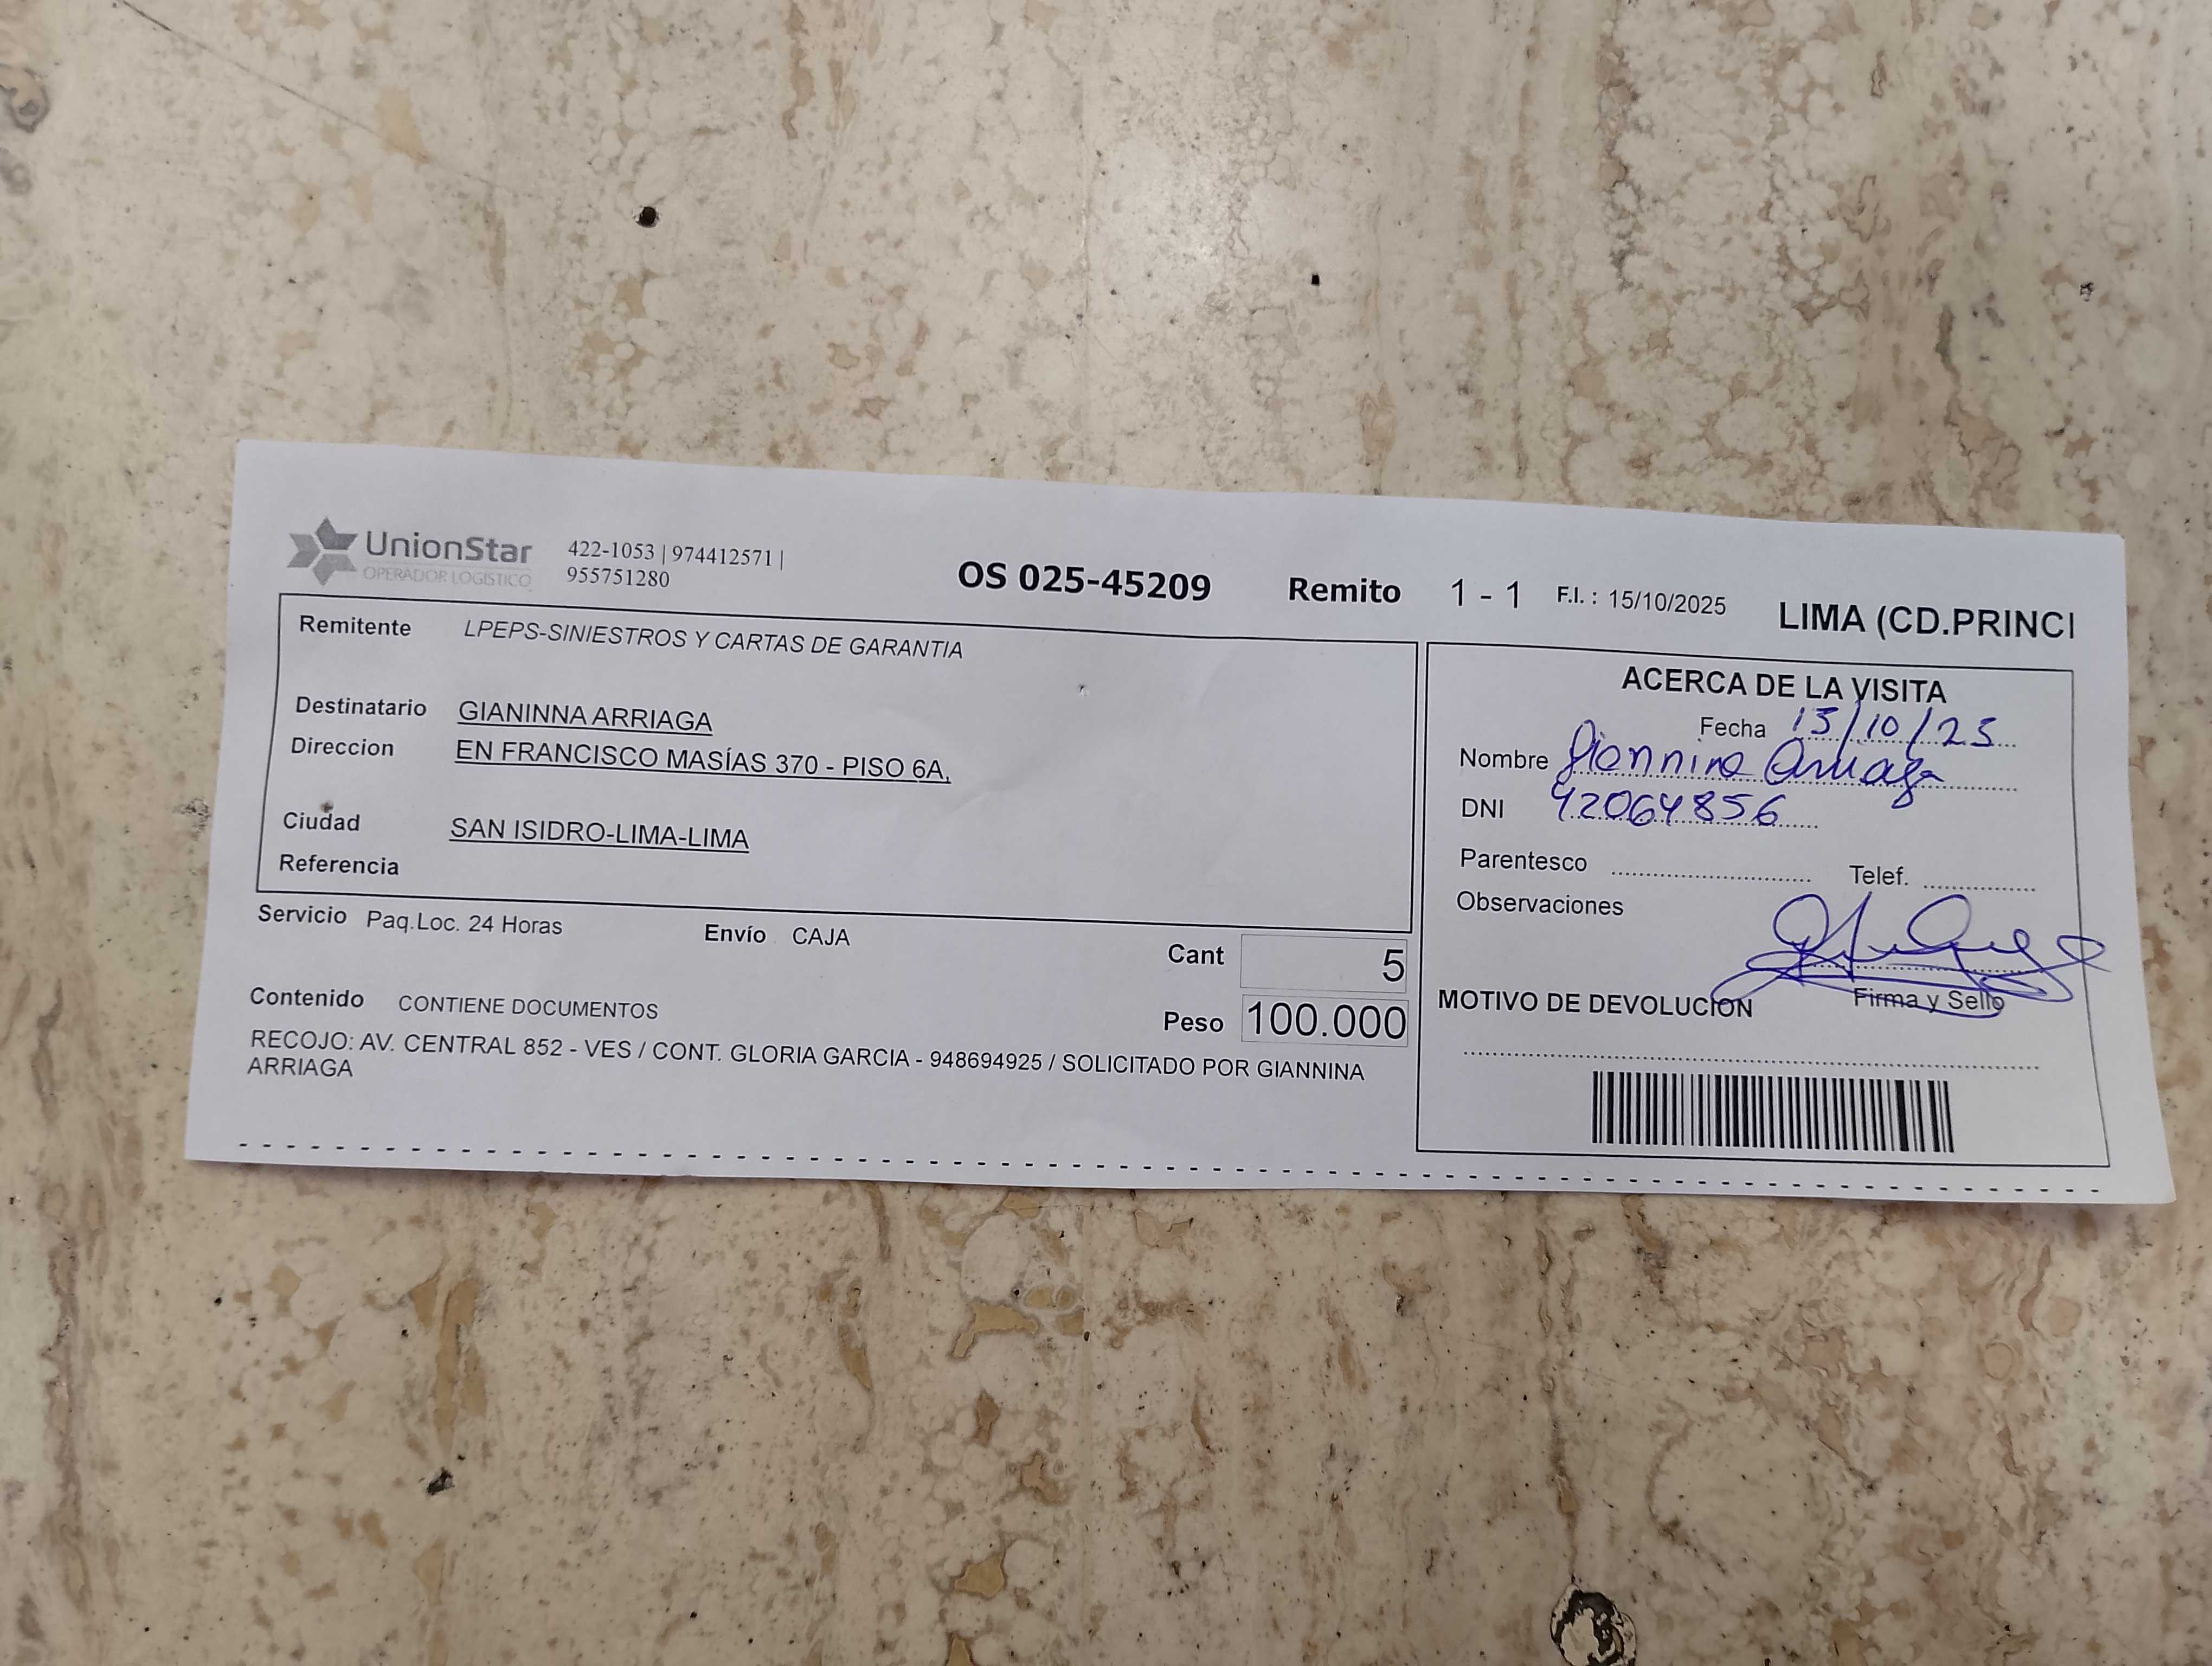 UnionStar
OPERADOR LOGÍSTICO
422-1053 | 974412571 |
955751280
OS 025-45209
Remito 1 - 1
F.I. : 15/10/2025
LIMA (CD.PRINCI
Remitente LPEPS-SINIESTROS Y CARTAS DE GARANTIA
Destinatario GIANINNA ARRIAGA
Direccion EN FRANCISCO MASÍAS 370 - PISO 6A,
Ciudad SAN ISIDRO-LIMA-LIMA
Referencia
Servicio Paq.Loc. 24 Horas
Envío CAJA
Cant 5
Contenido CONTIENE DOCUMENTOS
Peso 100.000
RECOJO: AV. CENTRAL 852 - VES / CONT. GLORIA GARCIA - 948694925 / SOLICITADO POR GIANNINA
ARRIAGA
ACERCA DE LA VISITA
Fecha 15/10/25
Nombre Giannina Arriaga
DNI 42064856
Parentesco
Telef.
Observaciones
Firma y Sello
MOTIVO DE DEVOLUCION